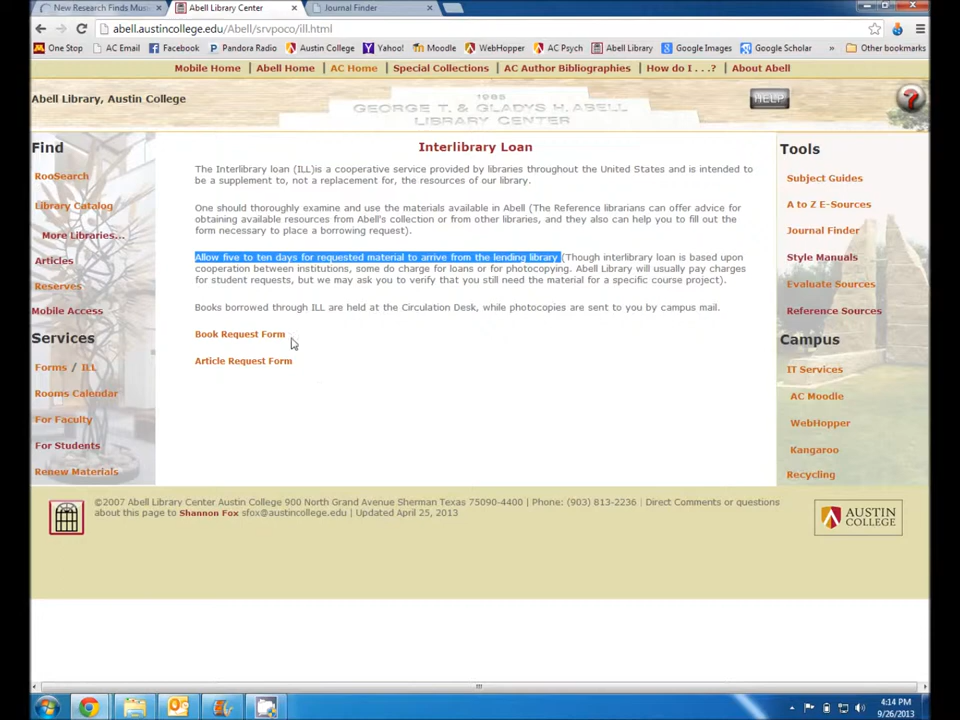 New Research Finds Mus
Abell Library Center
Journal Finder
abell.austincollege.edu/Abell/srvpoco/ill.html
One Stop AC Email Facebook Pandora Radio Austin College Yahoo! Moodle WebHopper AC Psych Abell Library Google Images Google Scholar » Other bookmarks
Mobile Home Abell Home AC Home Special Collections AC Author Bibliographies How do I . . .? About Abell
Abell Library, Austin College
1985
GEORGE T. & GLADYS H. ABELL
LIBRARY CENTER
HELP
?
Find
RooSearch
Library Catalog
More Libraries...
Articles
Reserves
Mobile Access
Services
Forms / ILL
Rooms Calendar
For Faculty
For Students
Renew Materials
Interlibrary Loan
The Interlibrary loan (ILL)is a cooperative service provided by libraries throughout the United States and is intended to
be a supplement to, not a replacement for, the resources of our library.
One should thoroughly examine and use the materials available in Abell (The Reference librarians can offer advice for
obtaining available resources from Abell's collection or from other libraries, and they also can help you to fill out the
form necessary to place a borrowing request).
Allow five to ten days for requested material to arrive from the lending library (Though interlibrary loan is based upon
cooperation between institutions, some do charge for loans or for photocopying. Abell Library will usually pay charges
for student requests, but we may ask you to verify that you still need the material for a specific course project).
Books borrowed through ILL are held at the Circulation Desk, while photocopies are sent to you by campus mail.
Book Request Form
Article Request Form
Tools
Subject Guides
A to Z E-Sources
Journal Finder
Style Manuals
Evaluate Sources
Reference Sources
Campus
IT Services
AC Moodle
WebHopper
Kangaroo
Recycling
©2007 Abell Library Center Austin College 900 North Grand Avenue Sherman Texas 75090-4400 | Phone: (903) 813-2236 | Direct Comments or questions
about this page to Shannon Fox sfox@austincollege.edu | Updated April 25, 2013
AUSTIN
COLLEGE
4:14 PM
9/26/2013